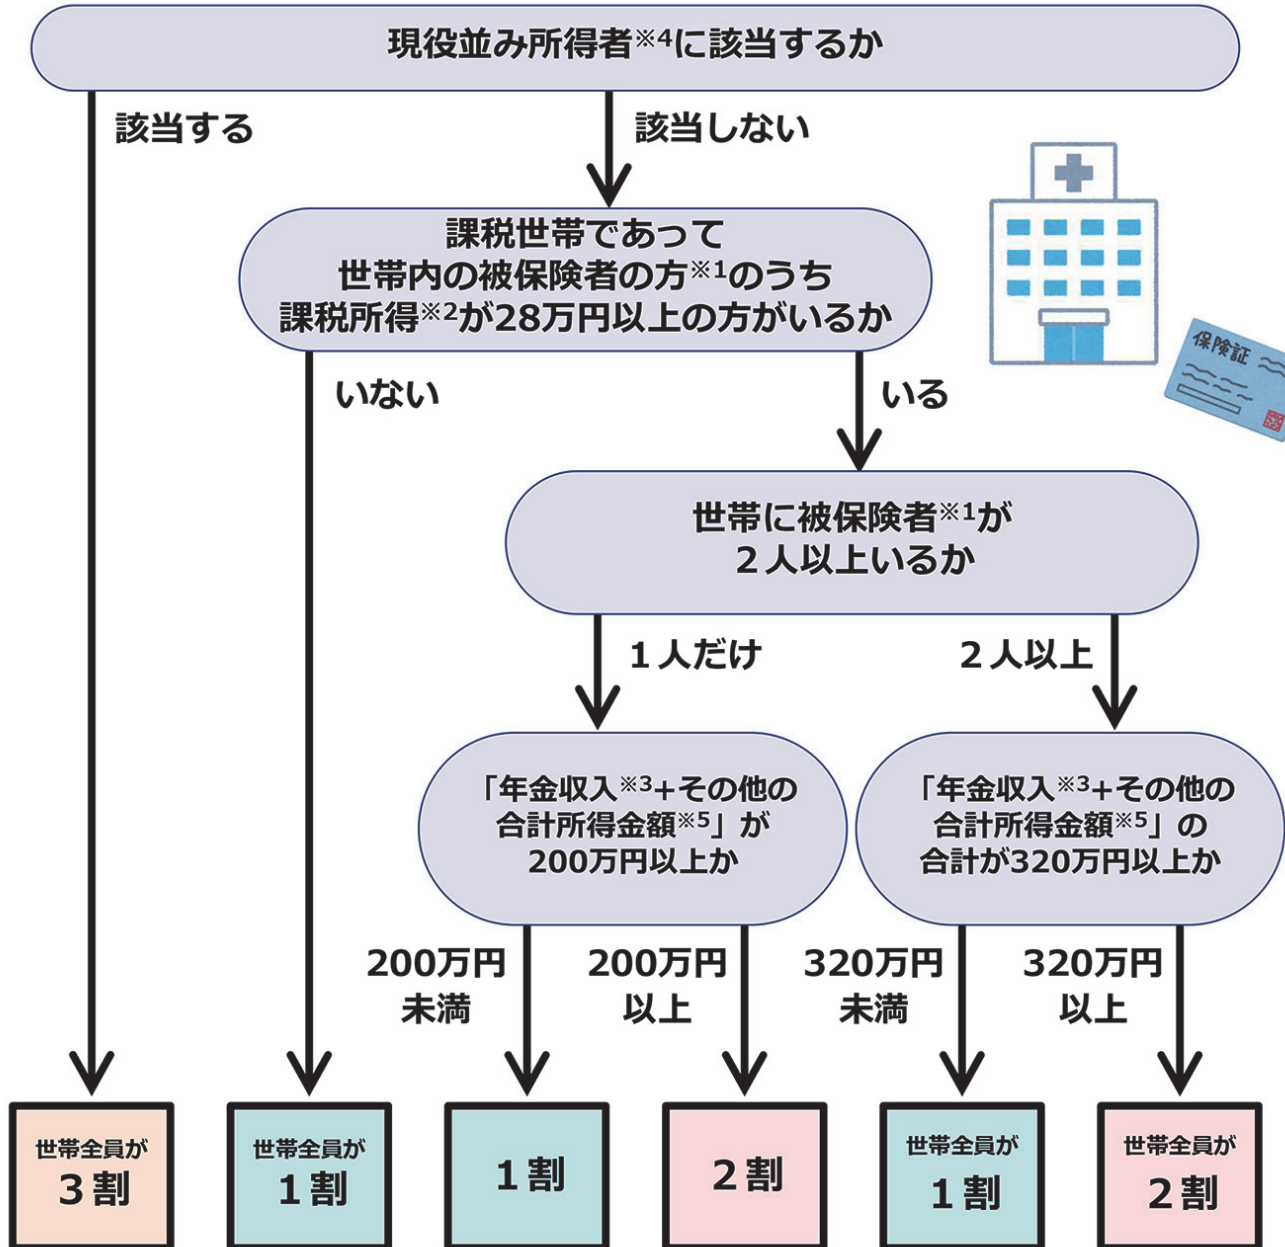 現役並み所得者※4に該当するか
該当する
該当しない
課税世帯であって
世帯内の被保険者の方※1のうち
課税所得※2が28万円以上の方がいるか
保険証
いない
いる
世帯に被保険者※1が
２人以上いるか
１人だけ
２人以上
「年金収入※3+その他の
合計所得金額※5」が
200万円以上か
「年金収入※3+その他の
合計所得金額※5」の
合計が320万円以上か
200万円
未満
200万円
以上
320万円
未満
320万円
以上
世帯全員が
３割
世帯全員が
１割
１割
２割
世帯全員が
１割
世帯全員が
２割